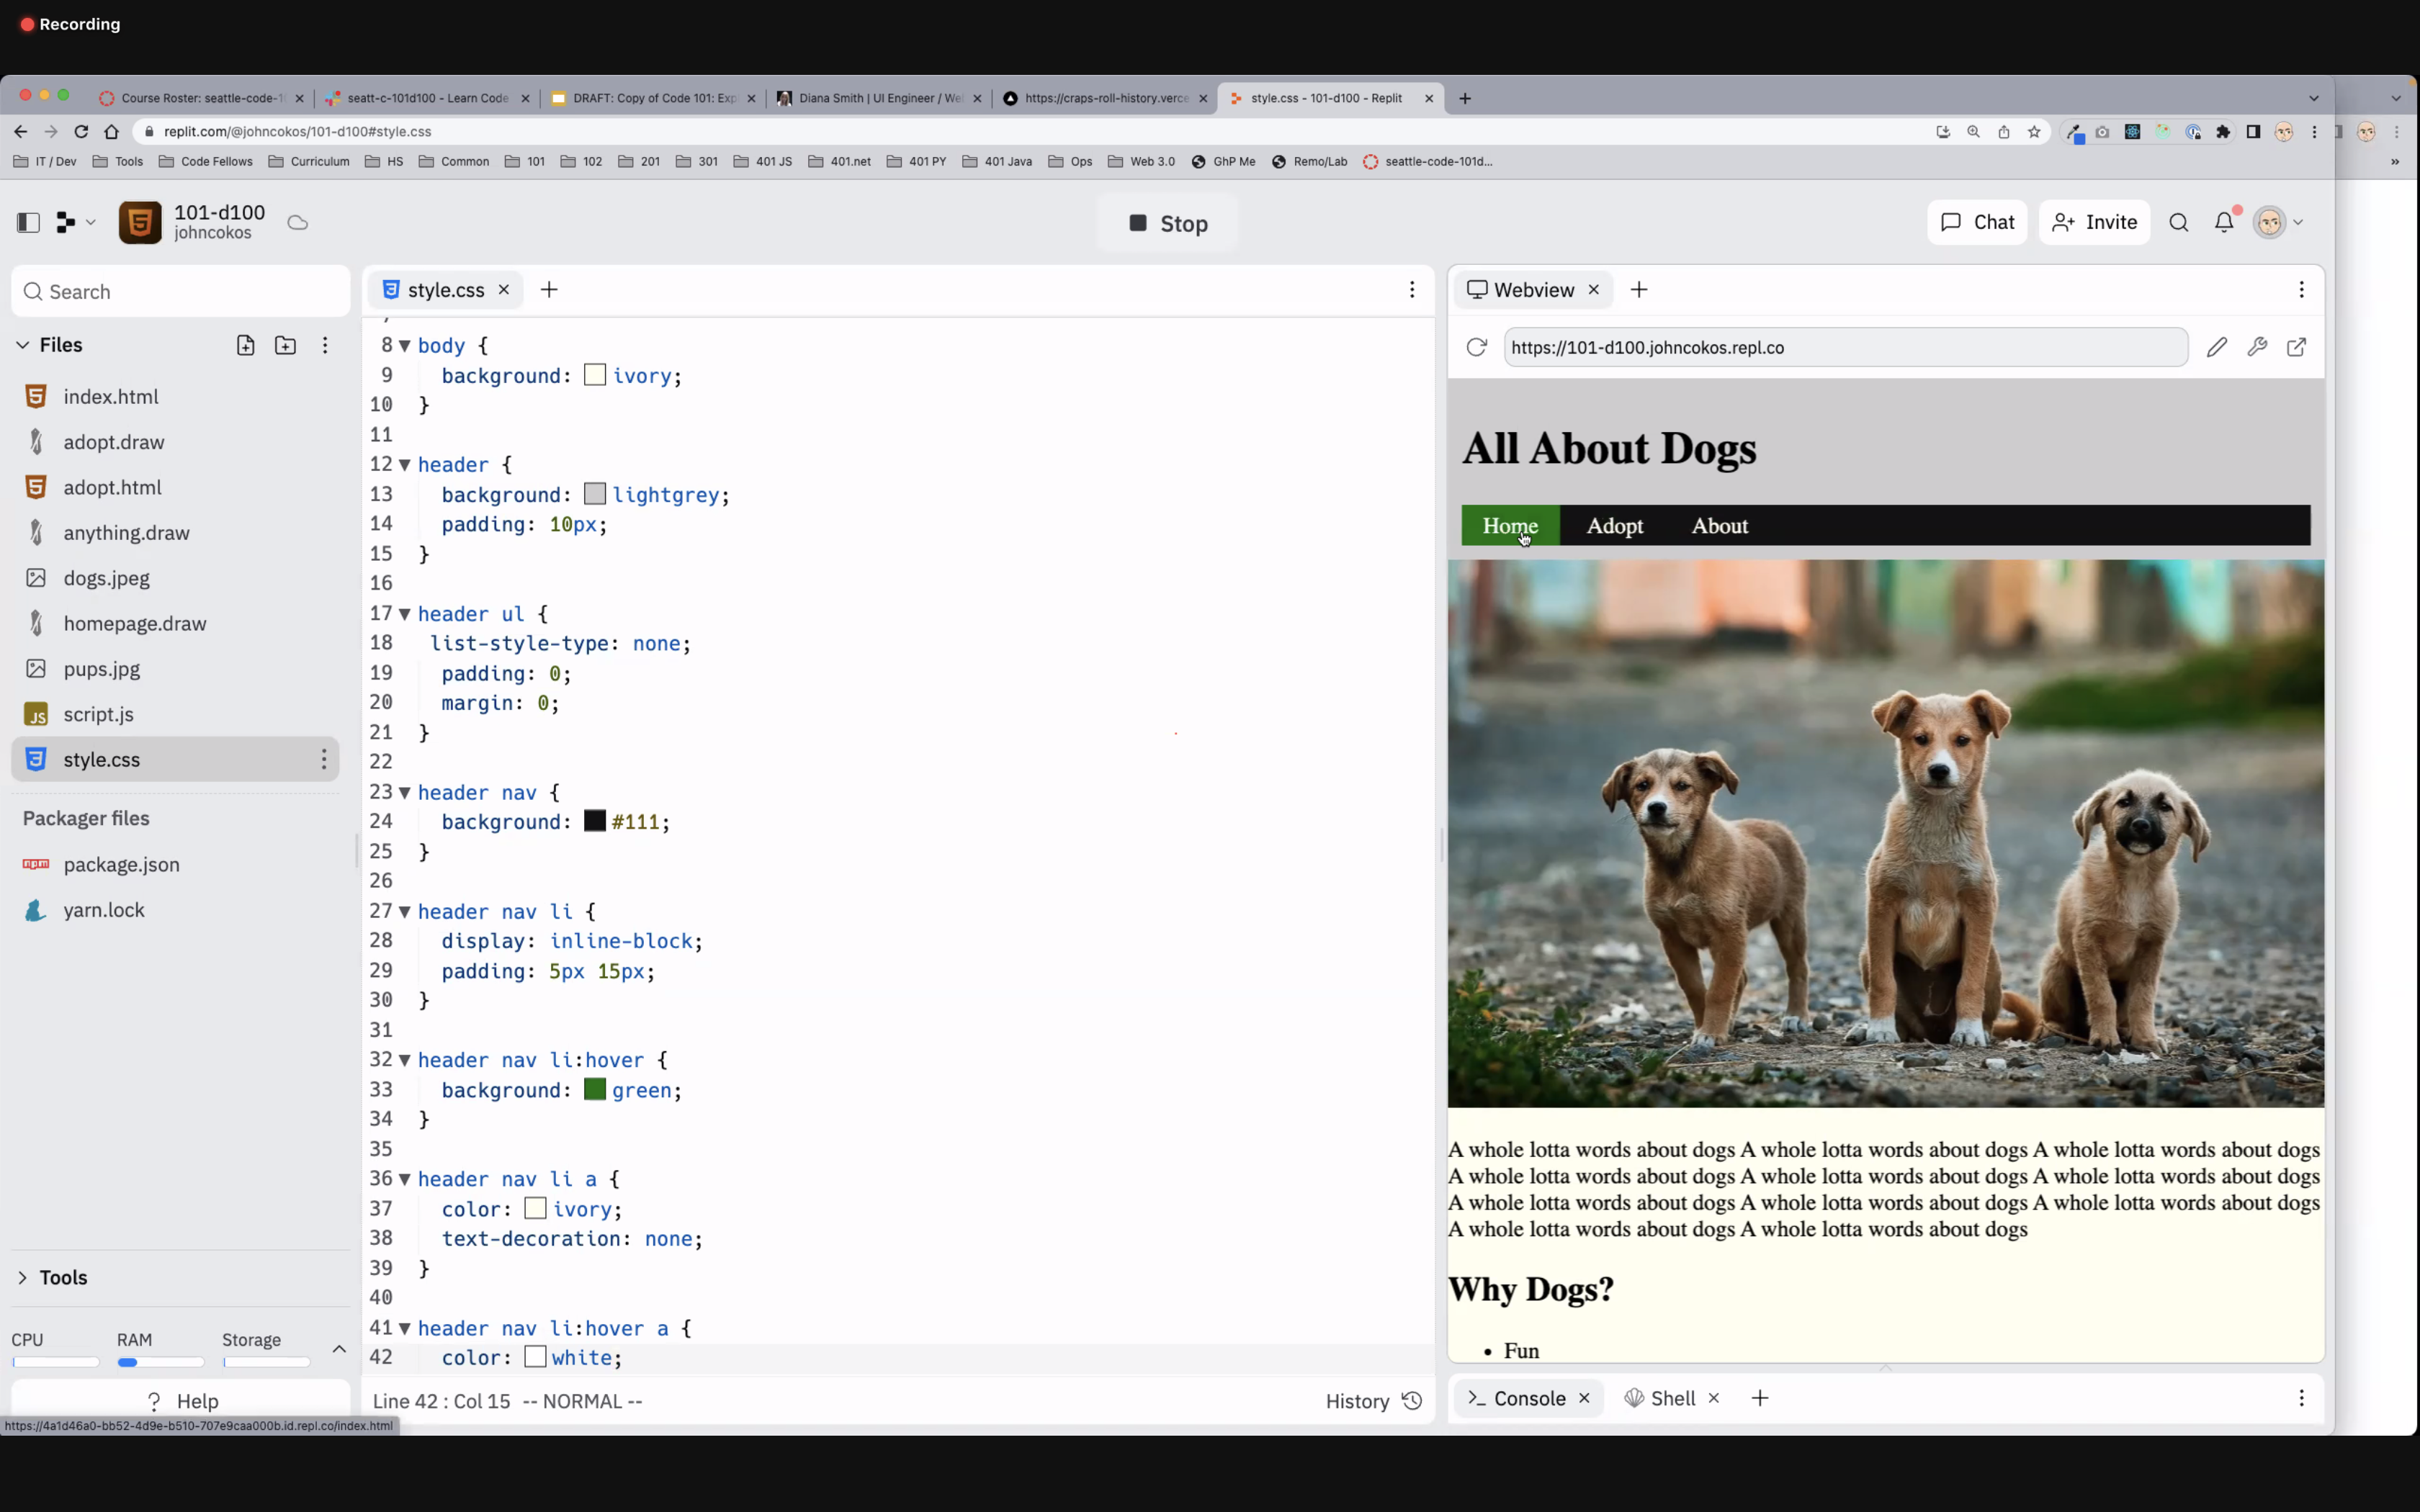 Recording
Course Roster: seattle-code-1
seatt-c-101d100 - Learn Code
DRAFT: Copy of Code 101: Exp
Diana Smith | UI Engineer / We
https://craps-roll-history.verce
style.css - 101-d100 - Replit
replit.com/@johncokos/101-d100#style.css
IT / Dev
Tools
Code Fellows
Curriculum
HS
Common
101
102
201
301
401 JS
401.net
401 PY
401 Java
Ops
Web 3.0
GhP Me
Remo/Lab
seattle-code-101d...
101-d100
johncokos
Stop
Chat
Invite
Search
Files
index.html
adopt.draw
adopt.html
anything.draw
dogs.jpeg
homepage.draw
pups.jpg
script.js
style.css
Packager files
package.json
yarn.lock
Tools
CPU RAM Storage
? Help
https://4a1d46a0-bb52-4d9e-b510-707e9caa000b.id.repl.co/index.html
style.css
8 body {
9 background: ivory;
10 }
11
12 header {
13 background: lightgrey;
14 padding: 10px;
15 }
16
17 header ul {
18 list-style-type: none;
19 padding: 0;
20 margin: 0;
21 }
22
23 header nav {
24 background: #111;
25 }
26
27 header nav li {
28 display: inline-block;
29 padding: 5px 15px;
30 }
31
32 header nav li:hover {
33 background: green;
34 }
35
36 header nav li a {
37 color: ivory;
38 text-decoration: none;
39 }
40
41 header nav li:hover a {
42 color: white;
Line 42 : Col 15 -- NORMAL --
History
Webview
https://101-d100.johncokos.repl.co
All About Dogs
Home Adopt About
A whole lotta words about dogs A whole lotta words about dogs A whole lotta words about dogs
A whole lotta words about dogs A whole lotta words about dogs A whole lotta words about dogs
A whole lotta words about dogs A whole lotta words about dogs A whole lotta words about dogs
A whole lotta words about dogs A whole lotta words about dogs
Why Dogs?
• Fun
Console
Shell